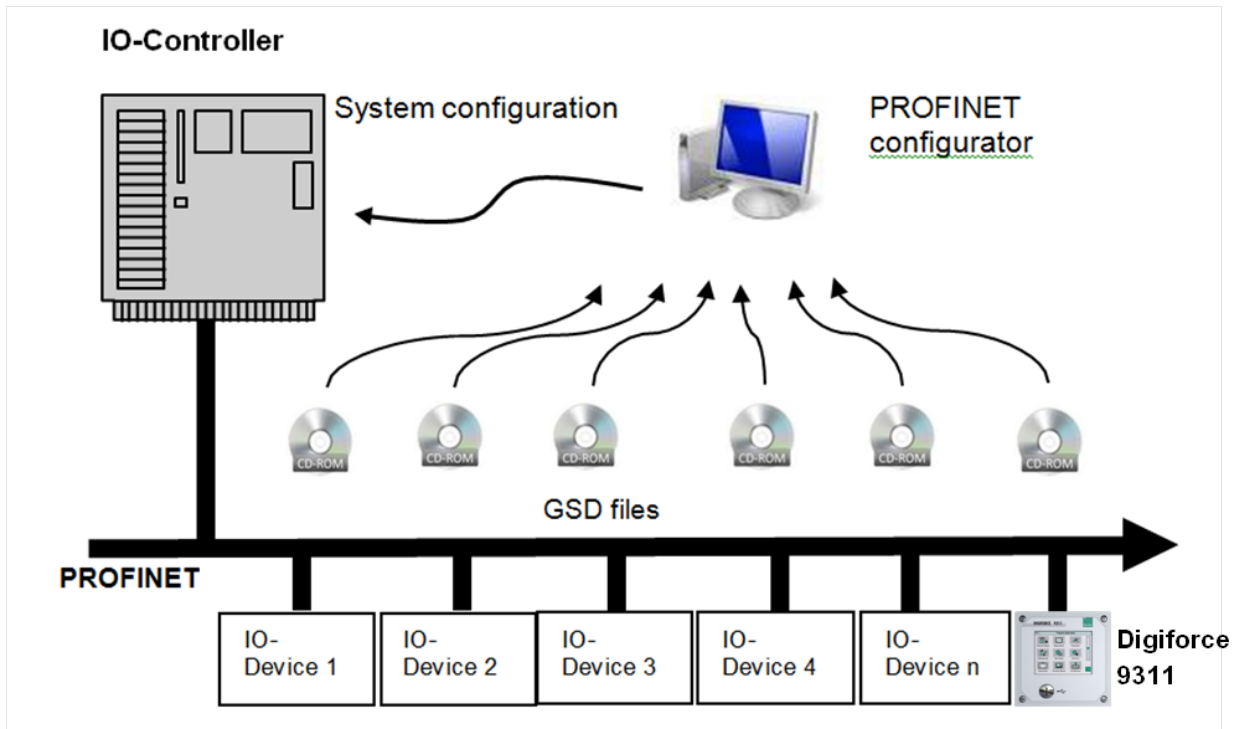 IO-Controller
System configuration
PROFINET
configurator
CD-ROM
CD-ROM
CD-ROM
CD-ROM
CD-ROM
CD-ROM
GSD files
PROFINET
IO-
Device 1
IO-
Device 2
IO-
Device 3
IO-
Device 4
IO-
Device n
Digiforce
9311